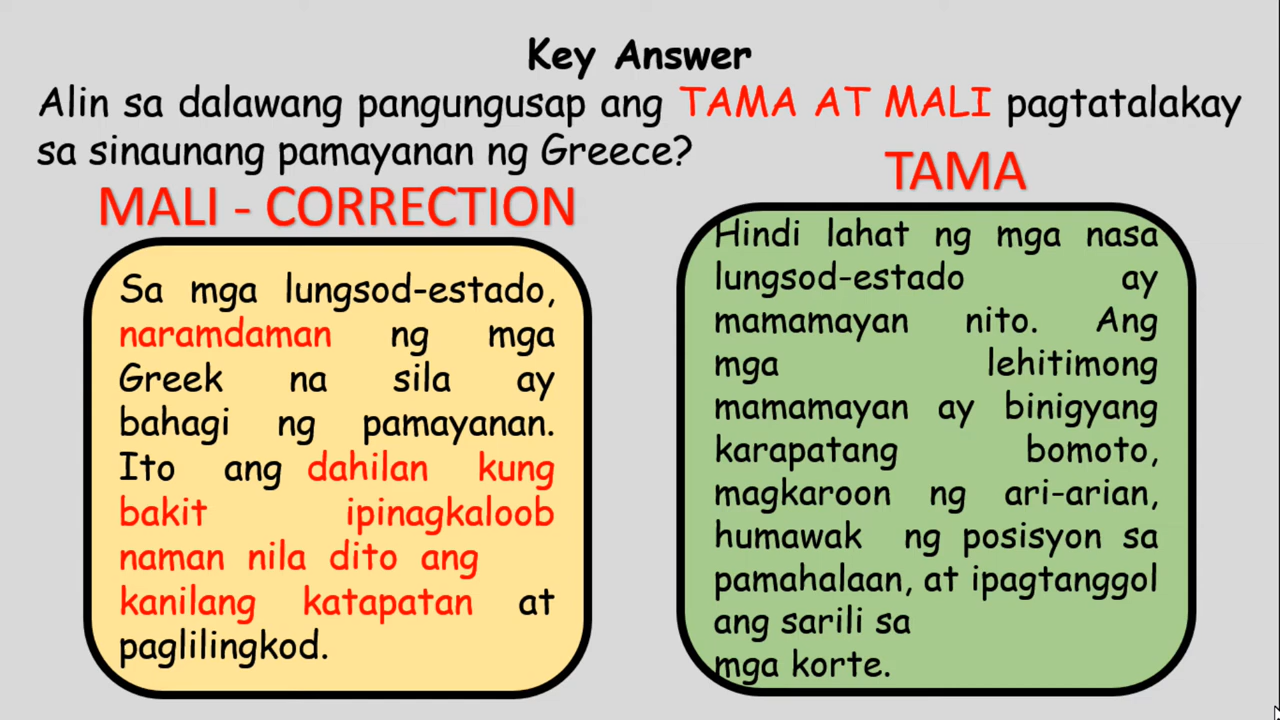 Key Answer
Alin sa dalawang pangungusap ang TAMA AT MALI pagtatalakay
sa sinaunang pamayanan ng Greece?
MALI - CORRECTION
Sa mga lungsod-estado,
naramdaman ng mga
Greek na sila ay
bahagi ng pamayanan.
Ito ang dahilan kung
bakit ipinagkaloob
naman nila dito ang
kanilang katapatan at
paglilingkod.
TAMA
Hindi lahat ng mga nasa
lungsod-estado ay
mamamayan nito. Ang
mga lehitimong
mamamayan ay binigyang
karapatang bomoto,
magkaroon ng ari-arian,
humawak ng posisyon sa
pamahalaan, at ipagtanggol
ang sarili sa
mga korte.